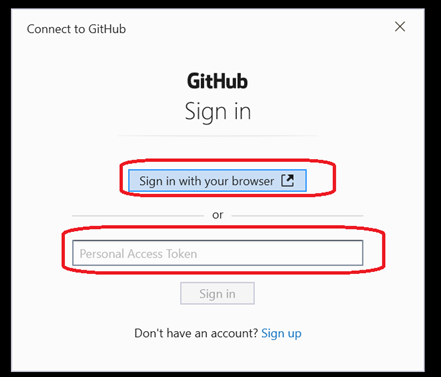 Connect to GitHub
GitHub
Sign in
Sign in with your browser
or
Personal Access Token
Sign in
Don't have an account? Sign up